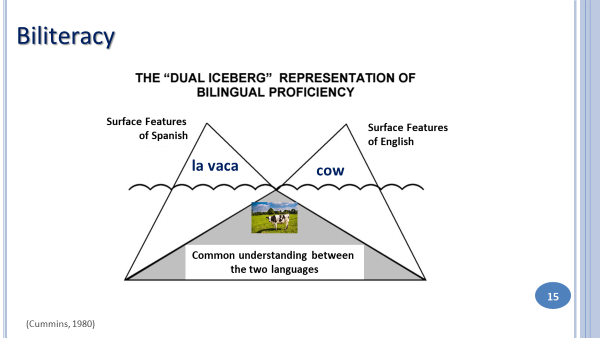 Biliteracy
THE “DUAL ICEBERG” REPRESENTATION OF
BILINGUAL PROFICIENCY
Surface Features
of Spanish
Surface Features
of English
la vaca
cow
Common understanding between
the two languages
15
(Cummins, 1980)